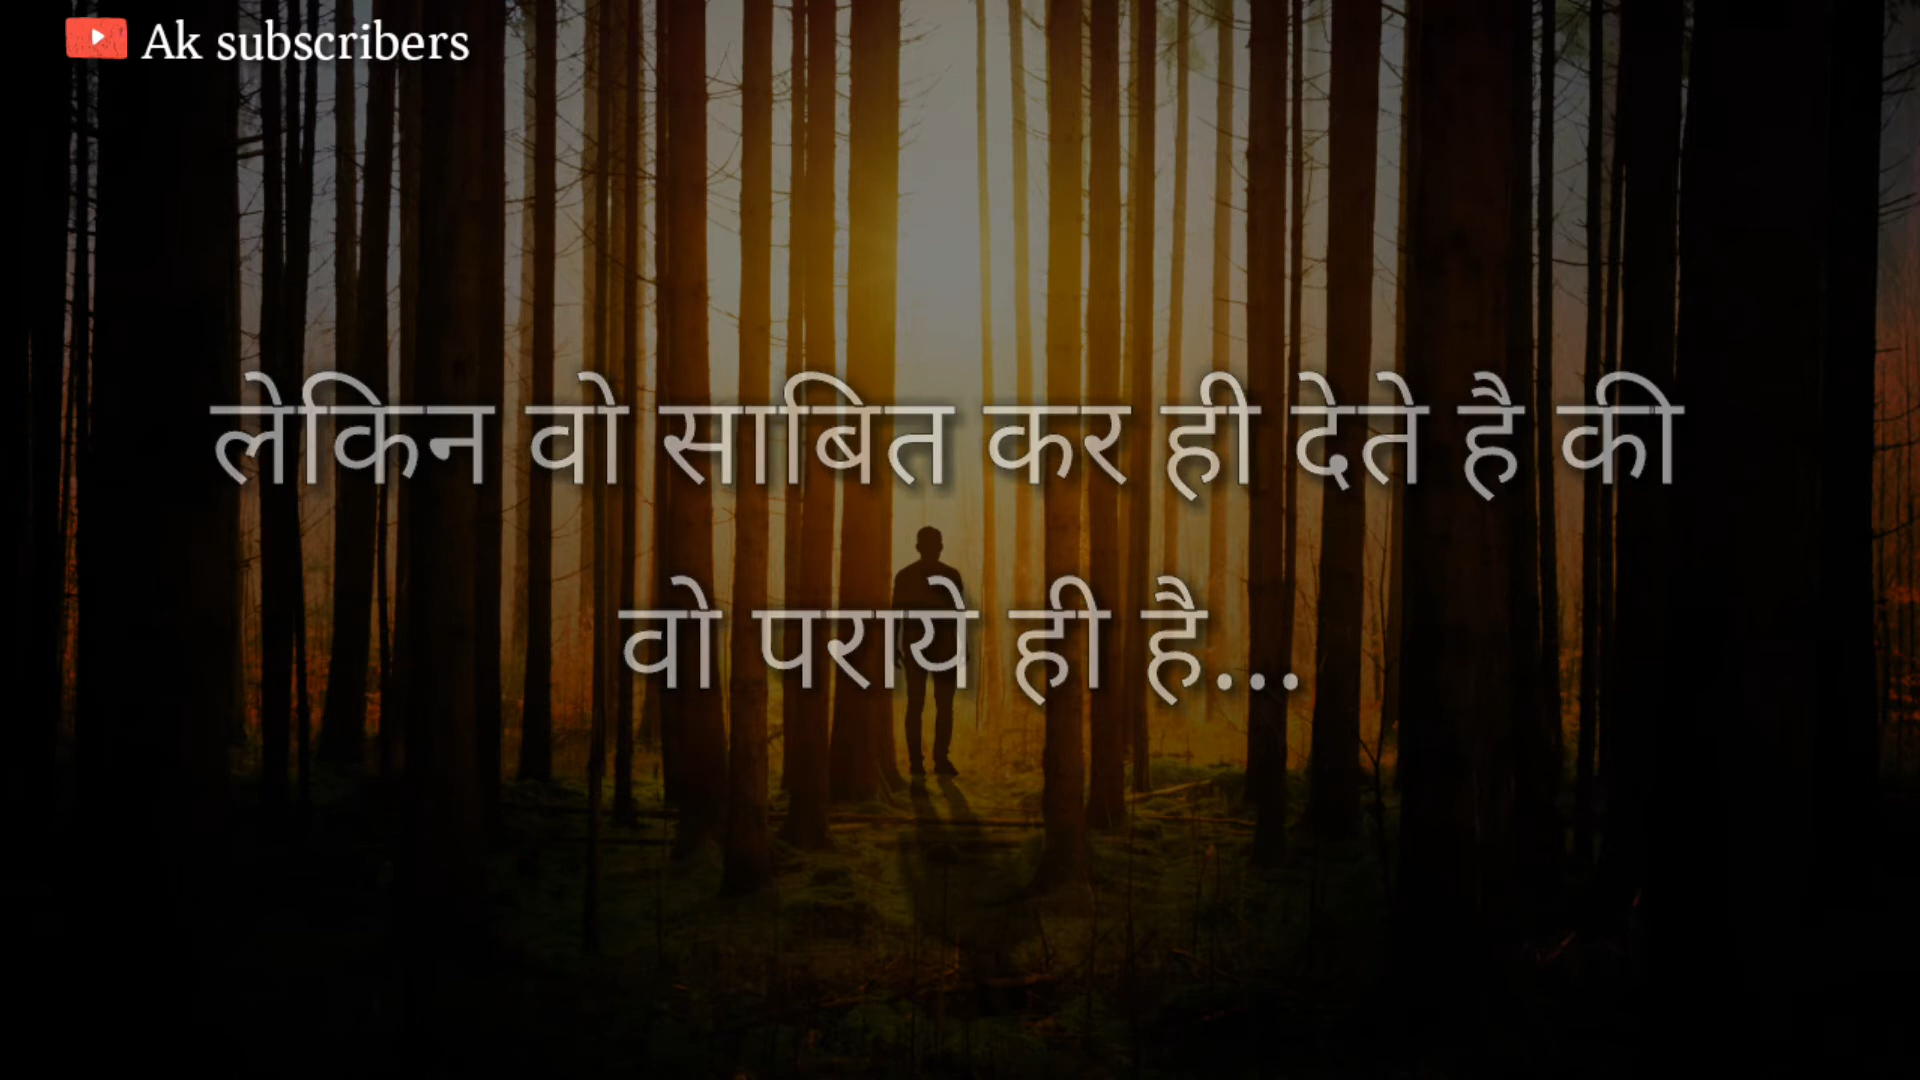 Ak subscribers
लेकिन वो साबित कर ही देते है की
वो पराये ही है...